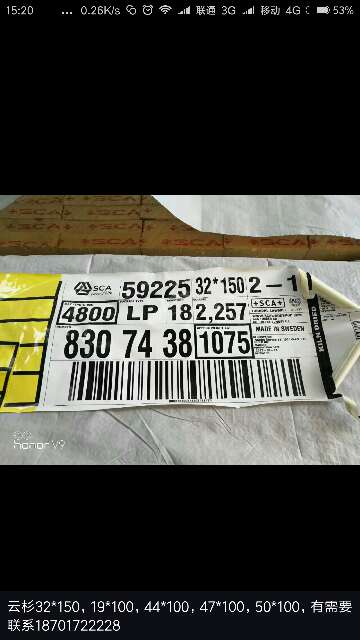 15:20 ... 0.26K/s 联通 3G 移动 4G 53%
SCA
SCA 59225 32*150 2-1
4800 LP 18 2,257 +SCA+
830 74 38 1075 MADE IN SWEDEN
KILN DRIED
honor V9
云杉32*150，19*100，44*100，47*100，50*100，有需要
联系18701722228